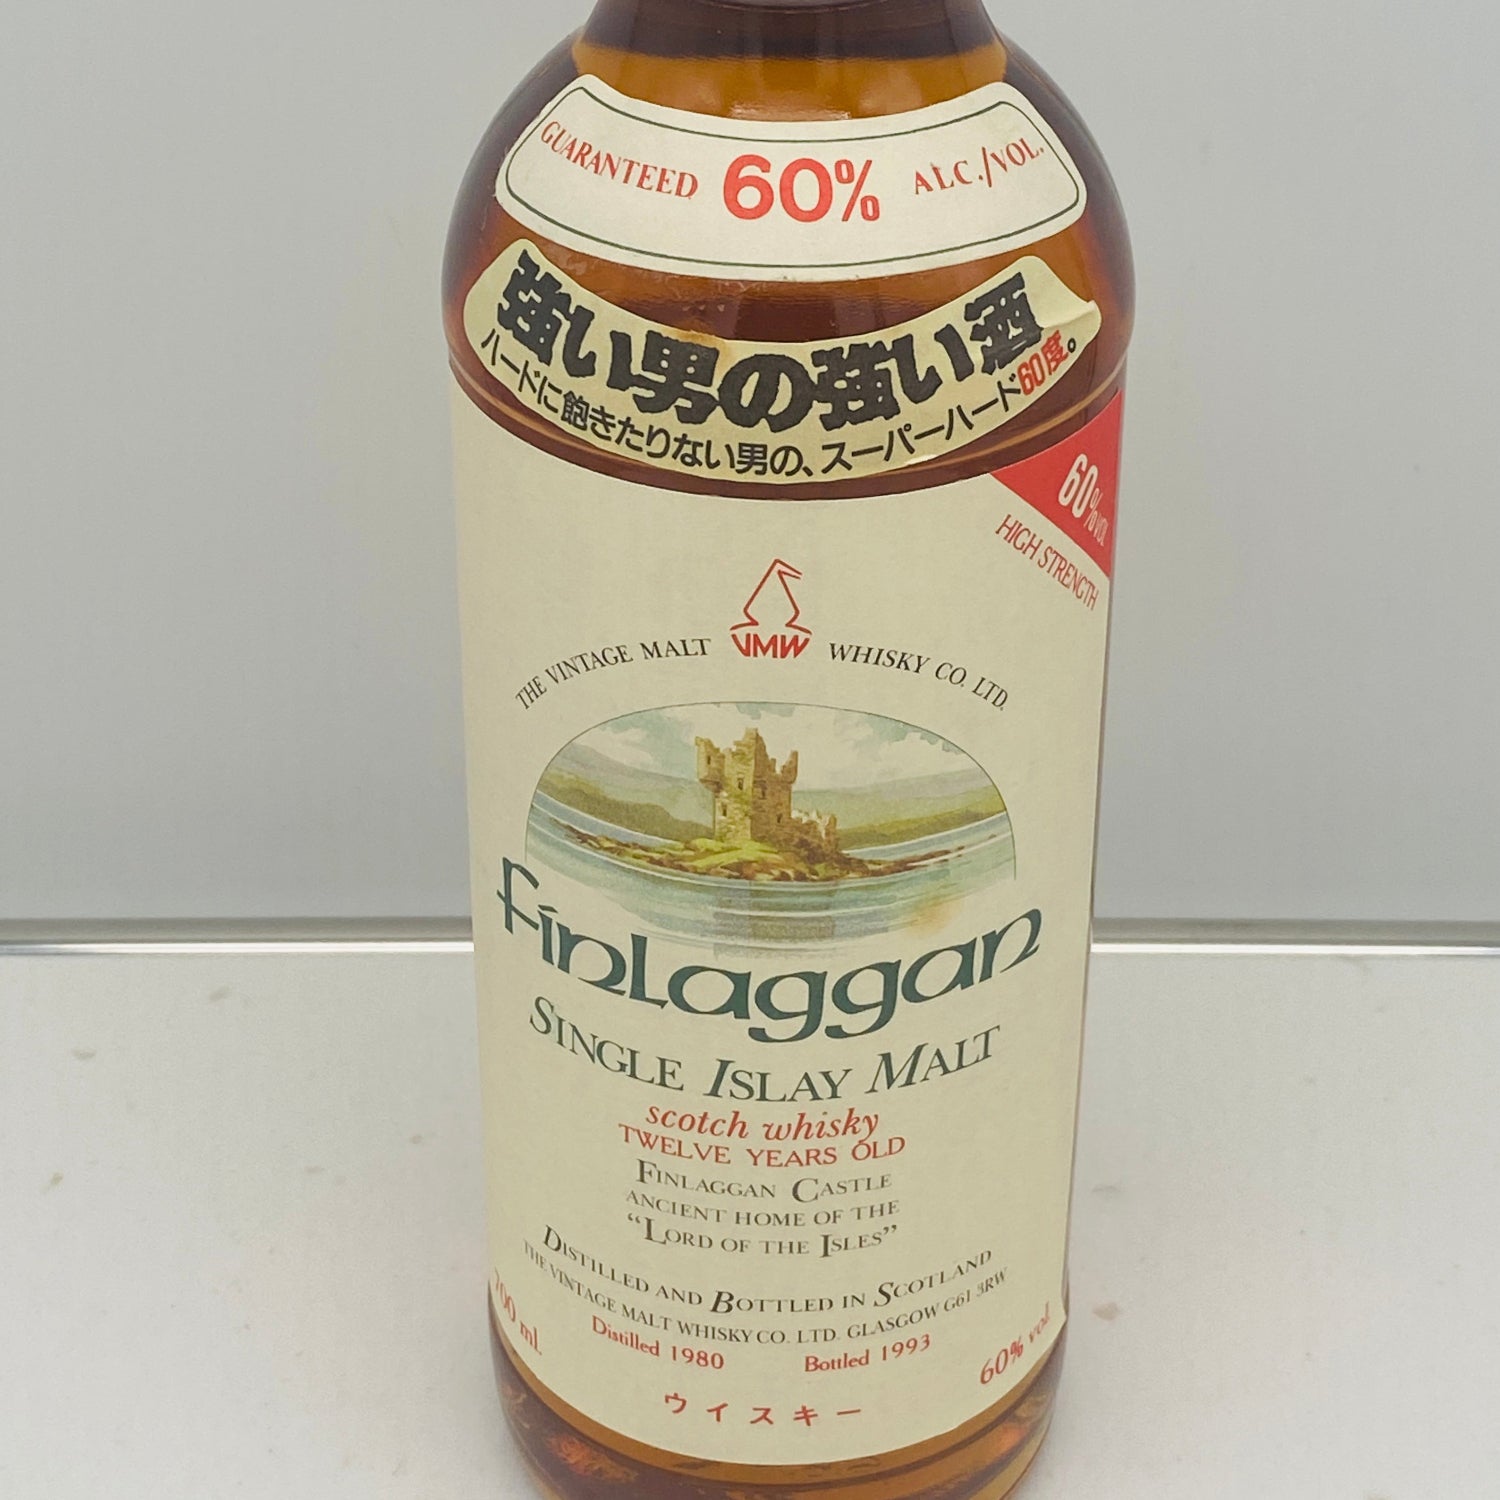 GUARANTEED 60% ALC./VOL.
強い男の強い酒
ハードに飽きたりない男の、スーパーハード60度。
60% VOL
HIGH STRENGTH
VMW
THE VINTAGE MALT WHISKY CO. LTD.
Finlaggan
SINGLE ISLAY MALT
scotch whisky
TWELVE YEARS OLD
FINLAGGAN CASTLE
ANCIENT HOME OF THE
“LORD OF THE ISLES”
DISTILLED AND BOTTLED IN SCOTLAND
THE VINTAGE MALT WHISKY CO. LTD. GLASGOW G61 3RW
700 ml.
Distilled 1980 Bottled 1993
60% vol.
ウイスキー